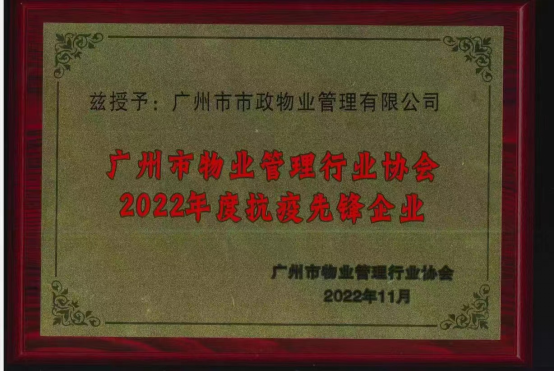 兹授予：广州市市政物业管理有限公司
广州市物业管理行业协会
2022年度抗疫先锋企业
广州市物业管理行业协会
2022年11月